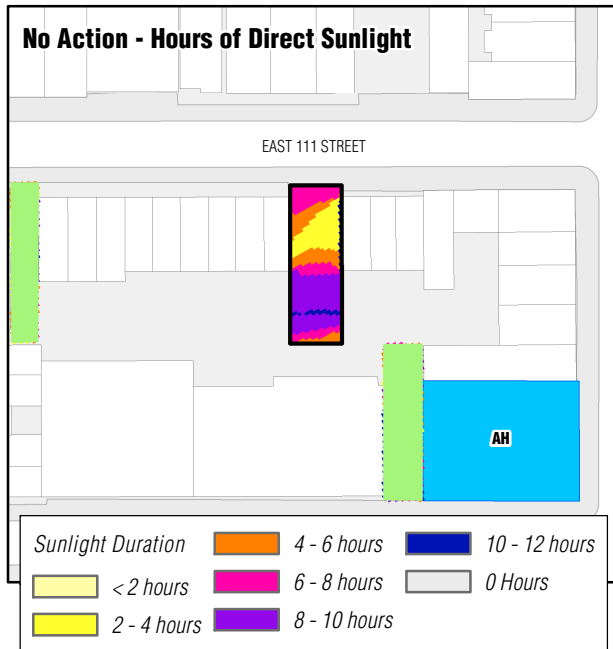 No Action - Hours of Direct Sunlight
EAST 111 STREET
AH
Sunlight Duration
< 2 hours
2 - 4 hours
4 - 6 hours
6 - 8 hours
8 - 10 hours
10 - 12 hours
0 Hours